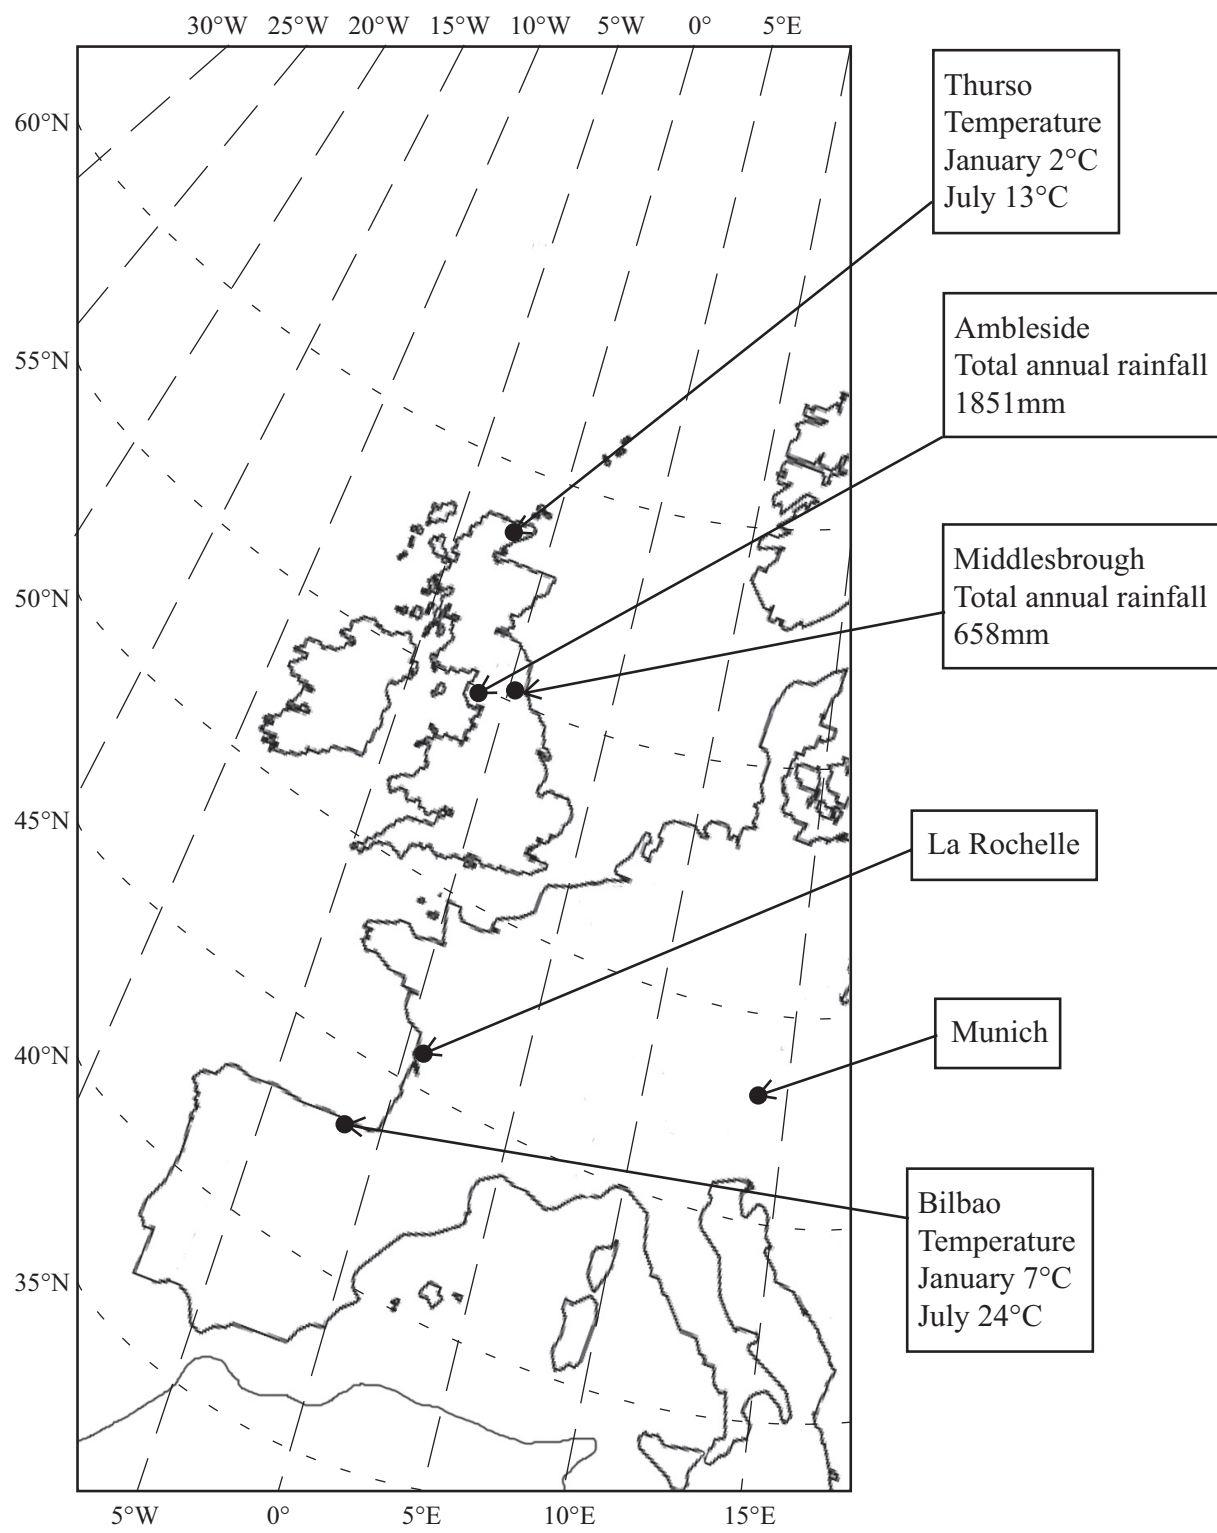 30°W 25°W 20°W 15°W 10°W 5°W 0° 5°E
60°N
55°N
50°N
45°N
40°N
35°N
Thurso
Temperature
January 2°C
July 13°C
Ambleside
Total annual rainfall
1851mm
Middlesbrough
Total annual rainfall
658mm
La Rochelle
Munich
Bilbao
Temperature
January 7°C
July 24°C
5°W 0° 5°E 10°E 15°E